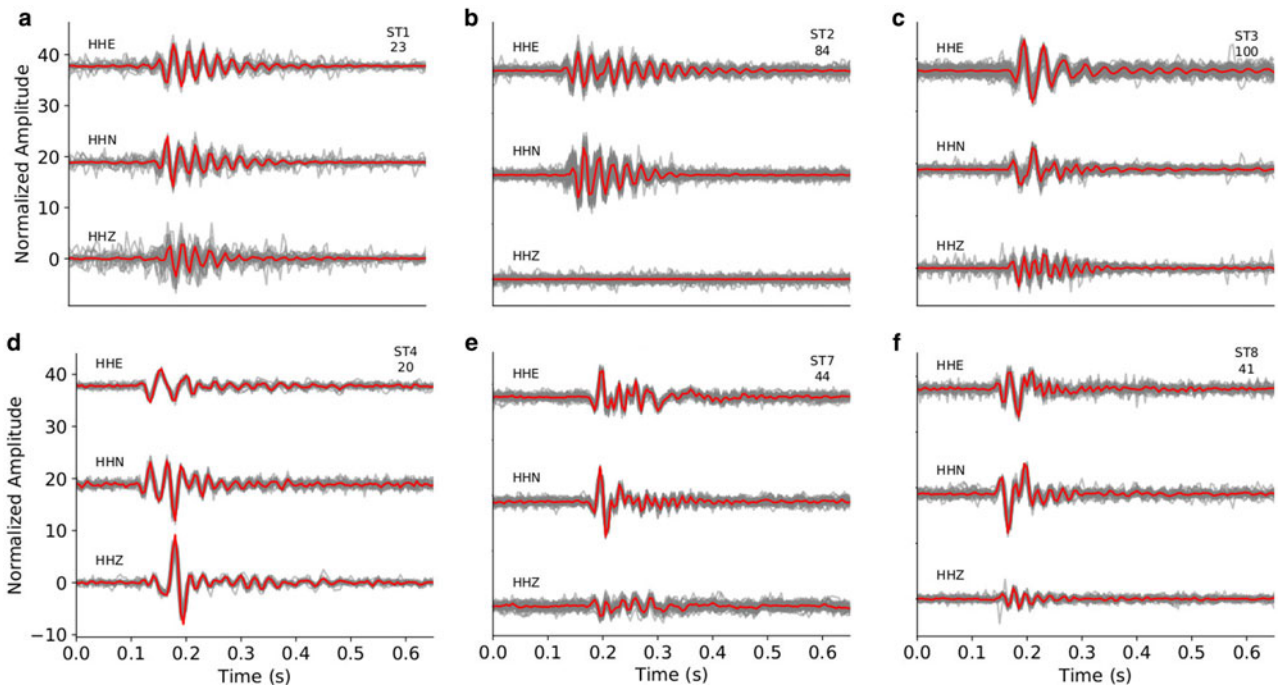 a
ST1
23
HHE
HHN
HHZ
40
30
20
10
0
Normalized Amplitude
b
ST2
84
HHE
HHN
HHZ
c
ST3
100
HHE
HHN
HHZ
d
ST4
20
HHE
HHN
HHZ
40
30
20
10
0
−10
Normalized Amplitude
0.0 0.1 0.2 0.3 0.4 0.5 0.6
Time (s)
e
ST7
44
HHE
HHN
HHZ
0.0 0.1 0.2 0.3 0.4 0.5 0.6
Time (s)
f
ST8
41
HHE
HHN
HHZ
0.0 0.1 0.2 0.3 0.4 0.5 0.6
Time (s)